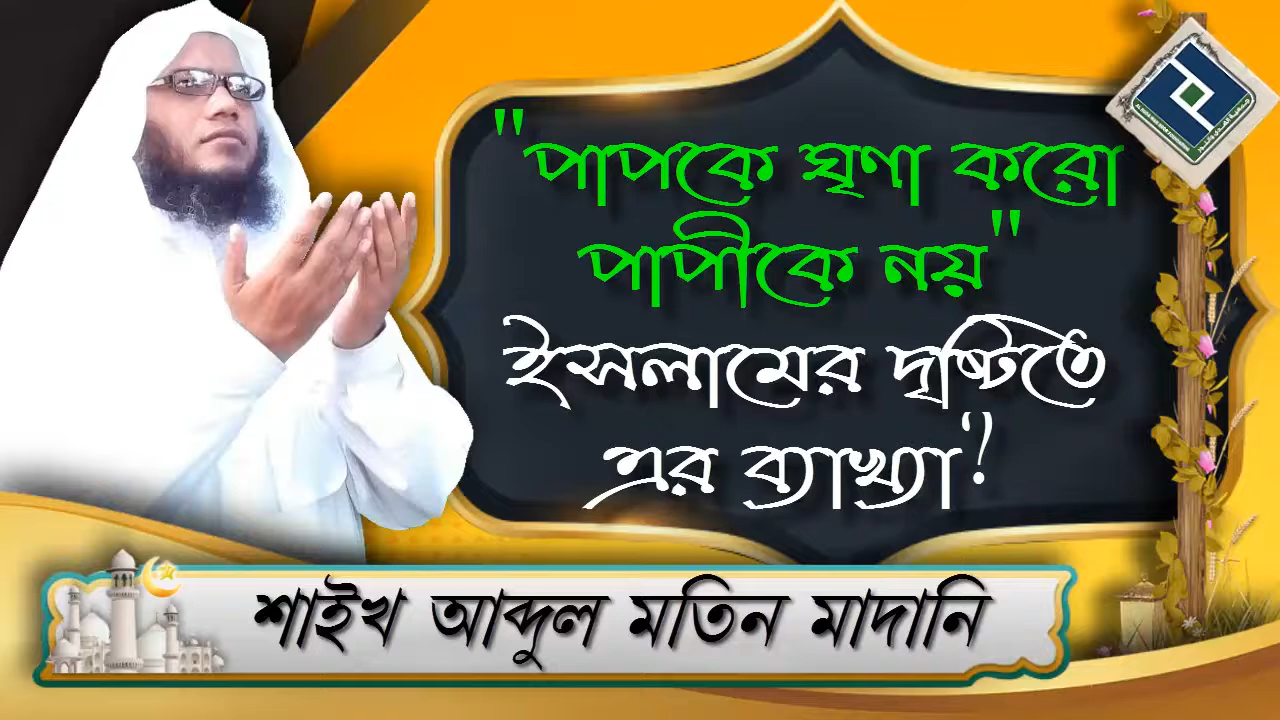 "পাপকে ঘৃণা করো
পাপীকে নয়"
ইসলামের দৃষ্টিতে
এর ব্যাখ্যা?
শাইখ আব্দুল মতিন মাদানি